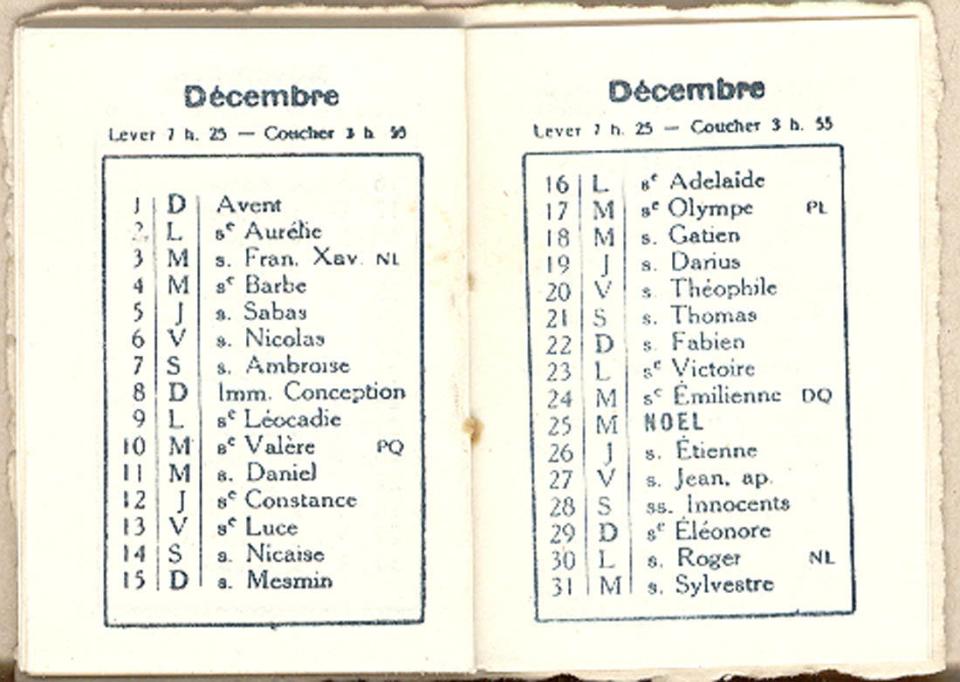 Décembre
Lever 7 h. 25 — Coucher 3 h. 55
1 D Avent
2 L sᵉ Aurélie
3 M s. Fran. Xav. NL
4 M sᵉ Barbe
5 J s. Sabas
6 V s. Nicolas
7 S s. Ambroise
8 D Imm. Conception
9 L sᵉ Léocadie
10 M sᵉ Valère PQ
11 M s. Daniel
12 J sᵉ Constance
13 V sᵉ Luce
14 S s. Nicaise
15 D s. Mesmin
Décembre
Lever 7 h. 25 — Coucher 3 h. 55
16 L sᵉ Adelaide
17 M sᵉ Olympe PL
18 M s. Gatien
19 J s. Darius
20 V s. Théophile
21 S s. Thomas
22 D s. Fabien
23 L sᵉ Victoire
24 M sᵉ Émilienne DQ
25 M NOEL
26 J s. Étienne
27 V s. Jean, ap.
28 S ss. Innocents
29 D sᵉ Éléonore
30 L s. Roger NL
31 M s. Sylvestre